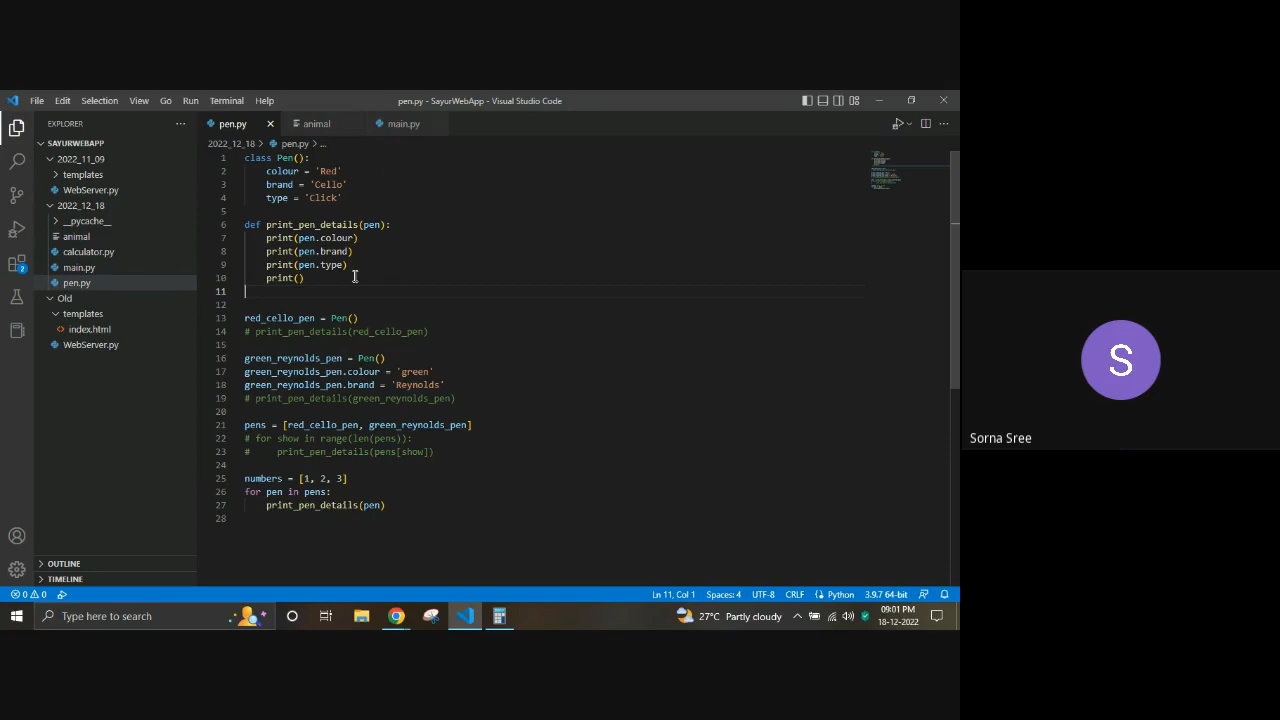 File Edit Selection View Go Run Terminal Help
pen.py - SayurWebApp - Visual Studio Code
EXPLORER
pen.py
animal
main.py
SAYURWEBAPP
2022_11_09
templates
WebServer.py
2022_12_18
__pycache__
animal
calculator.py
main.py
pen.py
Old
templates
index.html
WebServer.py
OUTLINE
TIMELINE
2
2022_12_18 > pen.py > ...
1 class Pen():
2 colour = 'Red'
3 brand = 'Cello'
4 type = 'Click'
5
6 def print_pen_details(pen):
7 print(pen.colour)
8 print(pen.brand)
9 print(pen.type)
10 print()
11
12
13 red_cello_pen = Pen()
14 # print_pen_details(red_cello_pen)
15
16 green_reynolds_pen = Pen()
17 green_reynolds_pen.colour = 'green'
18 green_reynolds_pen.brand = 'Reynolds'
19 # print_pen_details(green_reynolds_pen)
20
21 pens = [red_cello_pen, green_reynolds_pen]
22 # for show in range(len(pens)):
23 # print_pen_details(pens[show])
24
25 numbers = [1, 2, 3]
26 for pen in pens:
27 print_pen_details(pen)
28
0 0
Ln 11, Col 1 Spaces: 4 UTF-8 CRLF Python 3.9.7 64-bit
Type here to search
27°C Partly cloudy
09:01 PM
18-12-2022
S
Sorna Sree